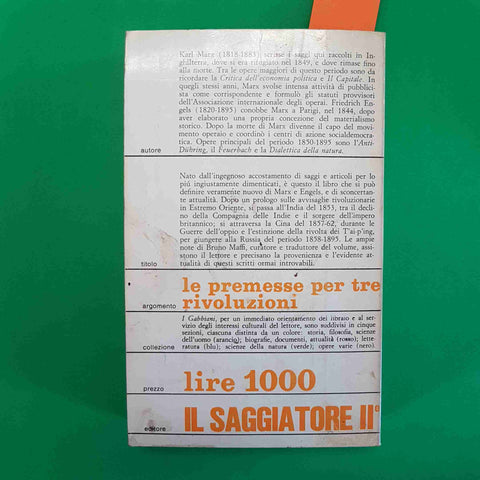 Karl Marx (1818-1883) scrisse i saggi qui raccolti in In-
ghilterra, dove si era rifugiato nel 1849, e dove rimase fino
alla morte. Tra le opere maggiori di questo periodo sono da
ricordare la Critica dell'economia politica e Il Capitale. In
quegli stessi anni, Marx svolse intensa attività di pubblici-
sta come corrispondente e formulò gli statuti provvisori
dell'Associazione internazionale degli operai. Friedrich En-
gels (1820-1895) conobbe Marx a Parigi, nel 1844, dopo
aver elaborato una propria concezione del materialismo
storico. Dopo la morte di Marx divenne il capo del movi-
mento operaio e coordinò i centri di azione socialdemocra-
tica. Opere principali del periodo 1850-1895 sono l'Anti-
Dühring, il Feuerbach e la Dialettica della natura.
autore
Nato dall'ingegnoso accostamento di saggi e articoli per lo
più ingiustamente dimenticati, è questo il libro che si può
definire veramente nuovo di Marx e Engels, e di sconcertan-
te attualità. Dopo un prologo sulle avvisaglie rivoluzionarie
in Estremo Oriente, si passa all'India del 1853, tra il decli-
no della Compagnia delle Indie e il sorgere dell'impero
britannico; si attraversa la Cina del 1857-62, durante le
Guerre dell'oppio e l'estinzione della rivolta dei T'ai-p'ing,
per giungere alla Russia del periodo 1858-1895. Le ampie
note di Bruno Maffi, curatore e traduttore del volume, assi-
stono il lettore e precisano la provenienza e l'evidente at-
tualità di questi scritti ormai introvabili.
titolo
le premesse per tre
rivoluzioni
argomento
I Gabbiani, per un immediato orientamento del libraio e al ser-
vizio degli interessi culturali del lettore, sono suddivisi in cinque
sezioni, ciascuna distinta da un colore: storia, filosofia, scienze
dell'uomo (arancio); biografie, documenti, attualità (rosso); lette-
ratura (blu); scienze della natura (verde); opere varie (nero).
collezione
lire 1000
prezzo
IL SAGGIATORE II°
editore